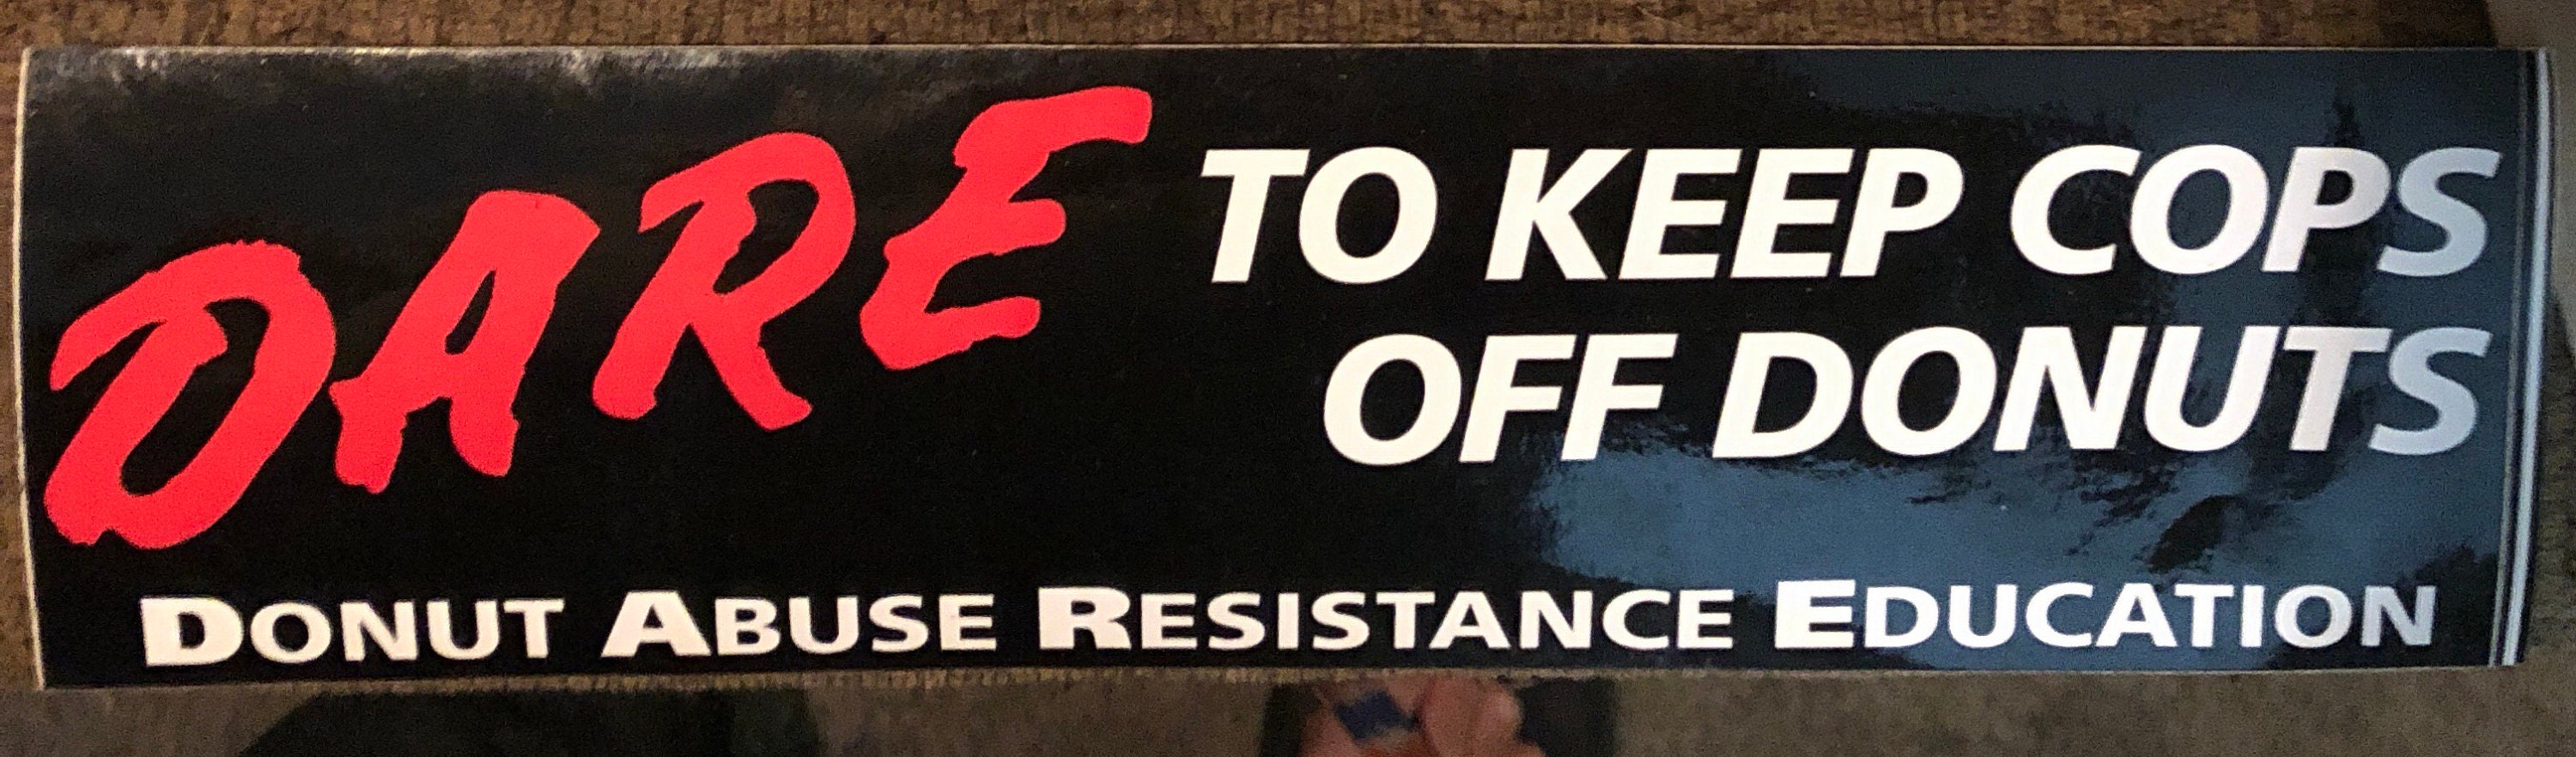 DARE TO KEEP COPS
OFF DONUTS
DONUT ABUSE RESISTANCE EDUCATION